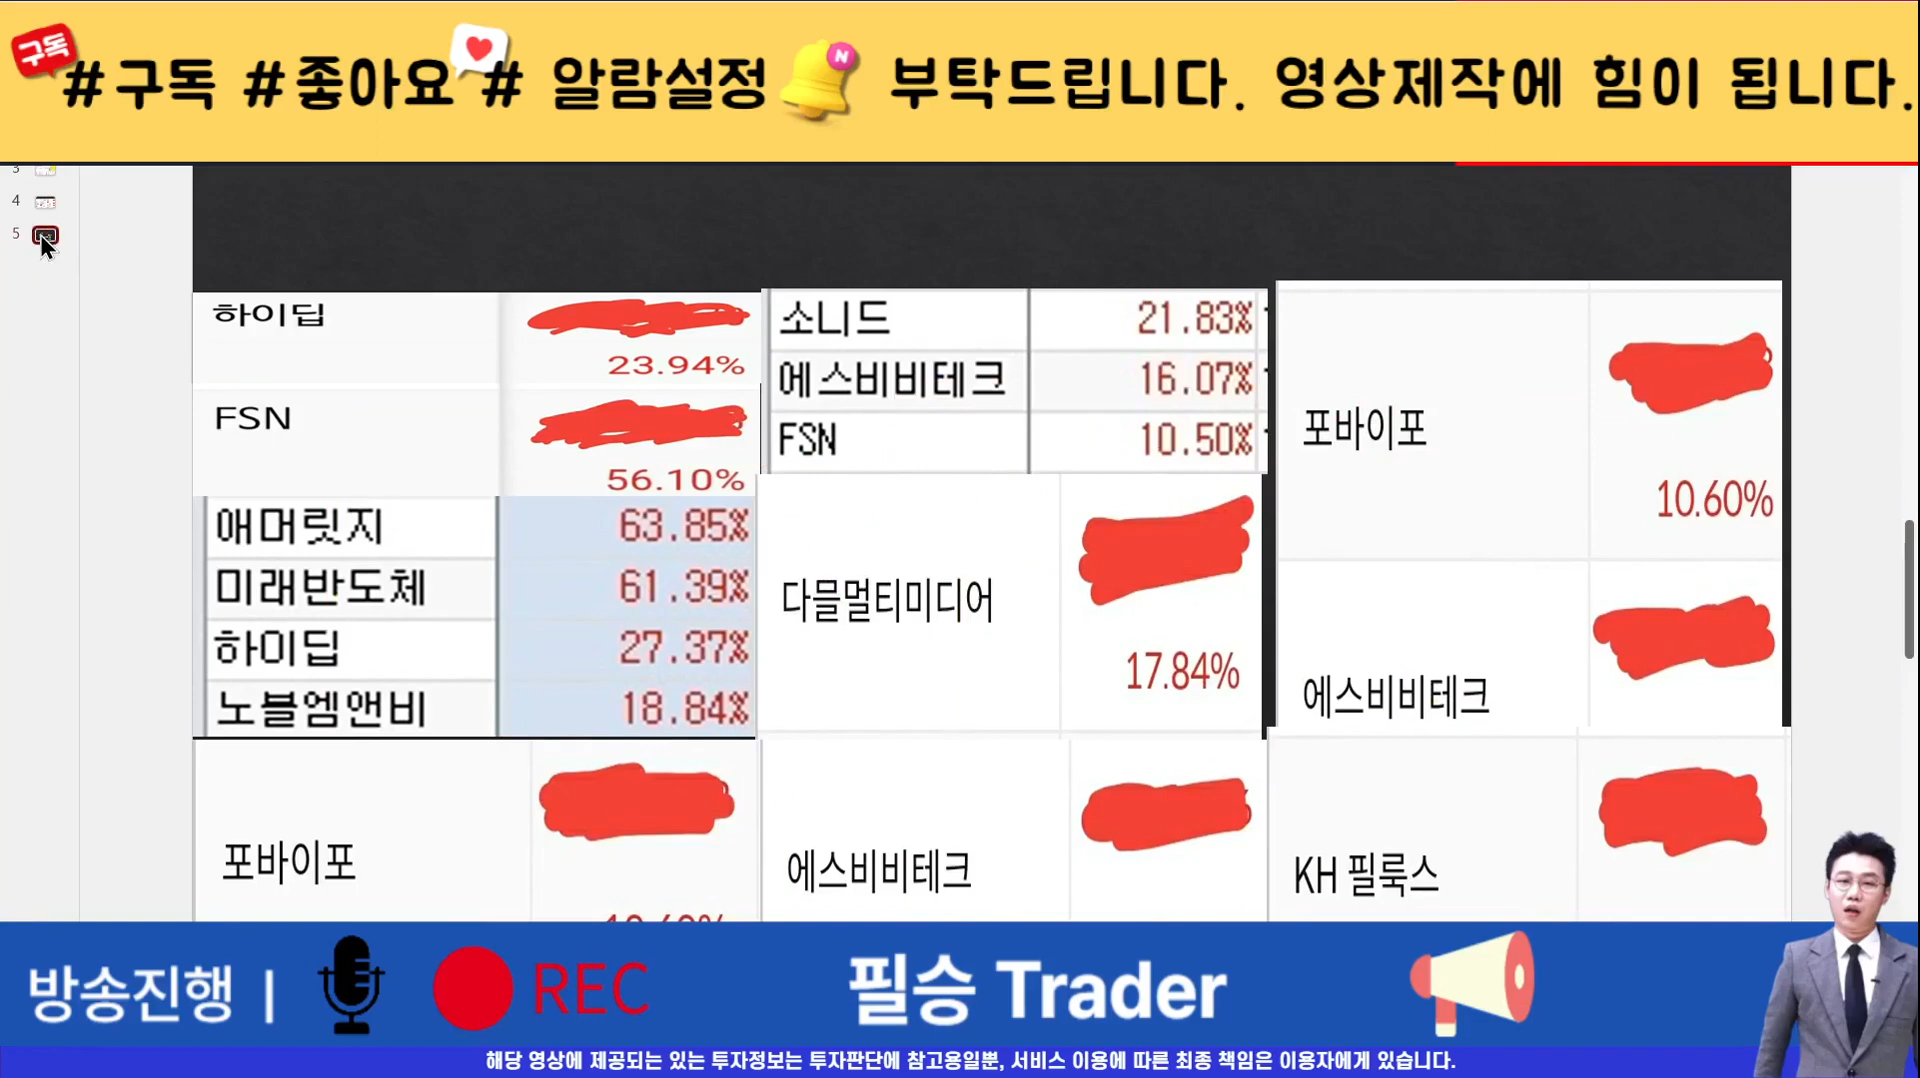 구독
#구독 #좋아요 # 알람설정 N 부탁드립니다. 영상제작에 힘이 됩니다.
3
4
5
하이딥
23.94%
FSN
56.10%
애머릿지 63.85%
미래반도체 61.39%
하이딥 27.37%
노블엠앤비 18.84%
소니드 21.83%
에스비비테크 16.07%
FSN 10.50%
다믈멀티미디어
17.84%
포바이포
10.60%
에스비비테크
포바이포
에스비비테크
KH 필룩스
방송진행 | REC 필승 Trader
해당 영상에 제공되는 있는 투자정보는 투자판단에 참고용일뿐, 서비스 이용에 따른 최종 책임은 이용자에게 있습니다.